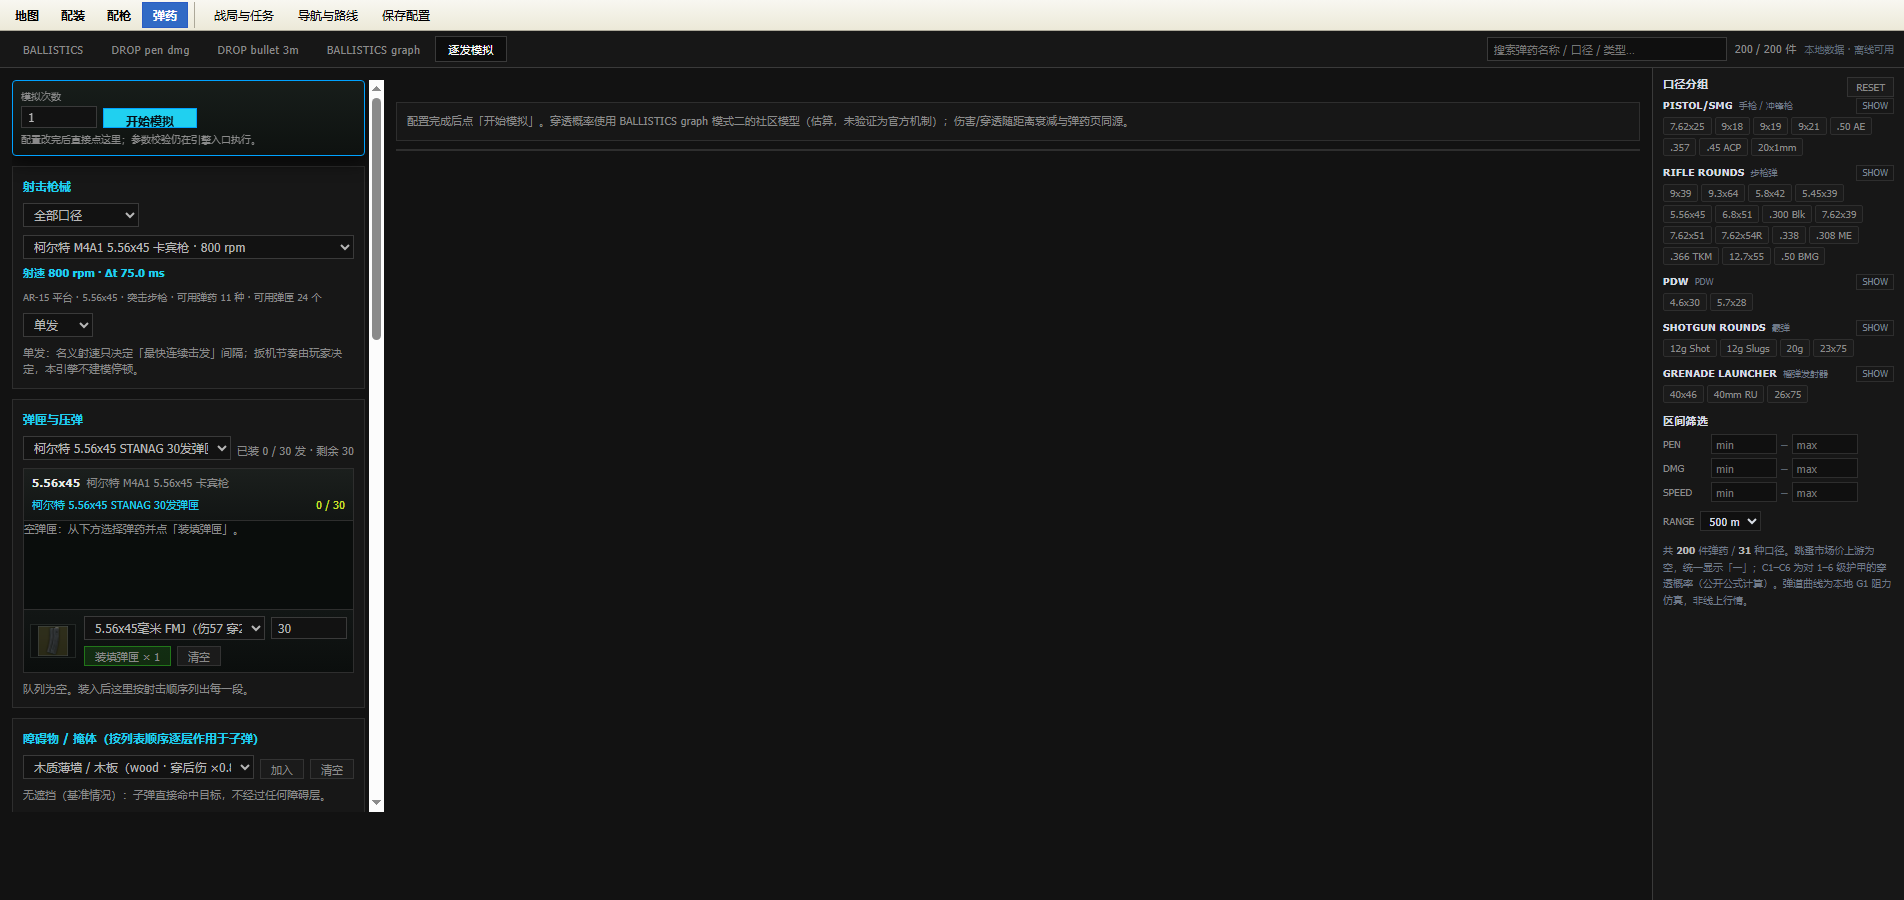 地图 配装 配枪 弹药 战局与任务 导航与路线 保存配置
BALLISTICS DROP pen dmg DROP bullet 3m BALLISTICS graph 逐发模拟 搜索弹药名称 / 口径 / 类型... 200 / 200 件 本地数据 · 离线可用
模拟次数
1 开始模拟
配置改完后直接点这里；参数校验仍在引擎入口执行。
射击枪械
全部口径
柯尔特 M4A1 5.56x45 卡宾枪 · 800 rpm
射速 800 rpm · Δt 75.0 ms
AR-15 平台 · 5.56x45 · 突击步枪 · 可用弹药 11 种 · 可用弹匣 24 个
单发
单发：名义射速只决定「最快连续击发」间隔；扳机节奏由玩家决
定，本引擎不建模停顿。
弹匣与压弹
柯尔特 5.56x45 STANAG 30发弹 已装 0 / 30 发 · 剩余 30
5.56x45 柯尔特 M4A1 5.56x45 卡宾枪
柯尔特 5.56x45 STANAG 30发弹匣 0 / 30
空弹匣：从下方选择弹药并点「装填弹匣」。
5.56x45毫米 FMJ（伤57 穿2 30
装填弹匣 × 1 清空
队列为空。装入后这里按射击顺序列出每一段。
障碍物 / 掩体（按列表顺序逐层作用于子弹）
木质薄墙 / 木板（wood · 穿后伤 ×0.8 加入 清空
无遮挡（基准情况）：子弹直接命中目标，不经过任何障碍层。
配置完成后点「开始模拟」。穿透概率使用 BALLISTICS graph 模式二的社区模型（估算，未验证为官方机制）；伤害/穿透随距离衰减与弹药页同源。
口径分组 RESET
PISTOL/SMG 手枪 / 冲锋枪 SHOW
7.62x25 9x18 9x19 9x21 .50 AE
.357 .45 ACP 20x1mm
RIFLE ROUNDS 步枪弹 SHOW
9x39 9.3x64 5.8x42 5.45x39
5.56x45 6.8x51 .300 Blk 7.62x39
7.62x51 7.62x54R .338 .308 ME
.366 TKM 12.7x55 .50 BMG
PDW PDW SHOW
4.6x30 5.7x28
SHOTGUN ROUNDS 霰弹 SHOW
12g Shot 12g Slugs 20g 23x75
GRENADE LAUNCHER 榴弹发射器 SHOW
40x46 40mm RU 26x75
区间筛选
PEN min – max
DMG min – max
SPEED min – max
RANGE 500 m
共 200 件弹药 / 31 种口径。跳蚤市场价上游为
空，统一显示「—」；C1–C6 为对 1–6 级护甲的穿
透概率（公开公式计算）。弹道曲线为本地 G1 阻力
仿真，非线上行情。